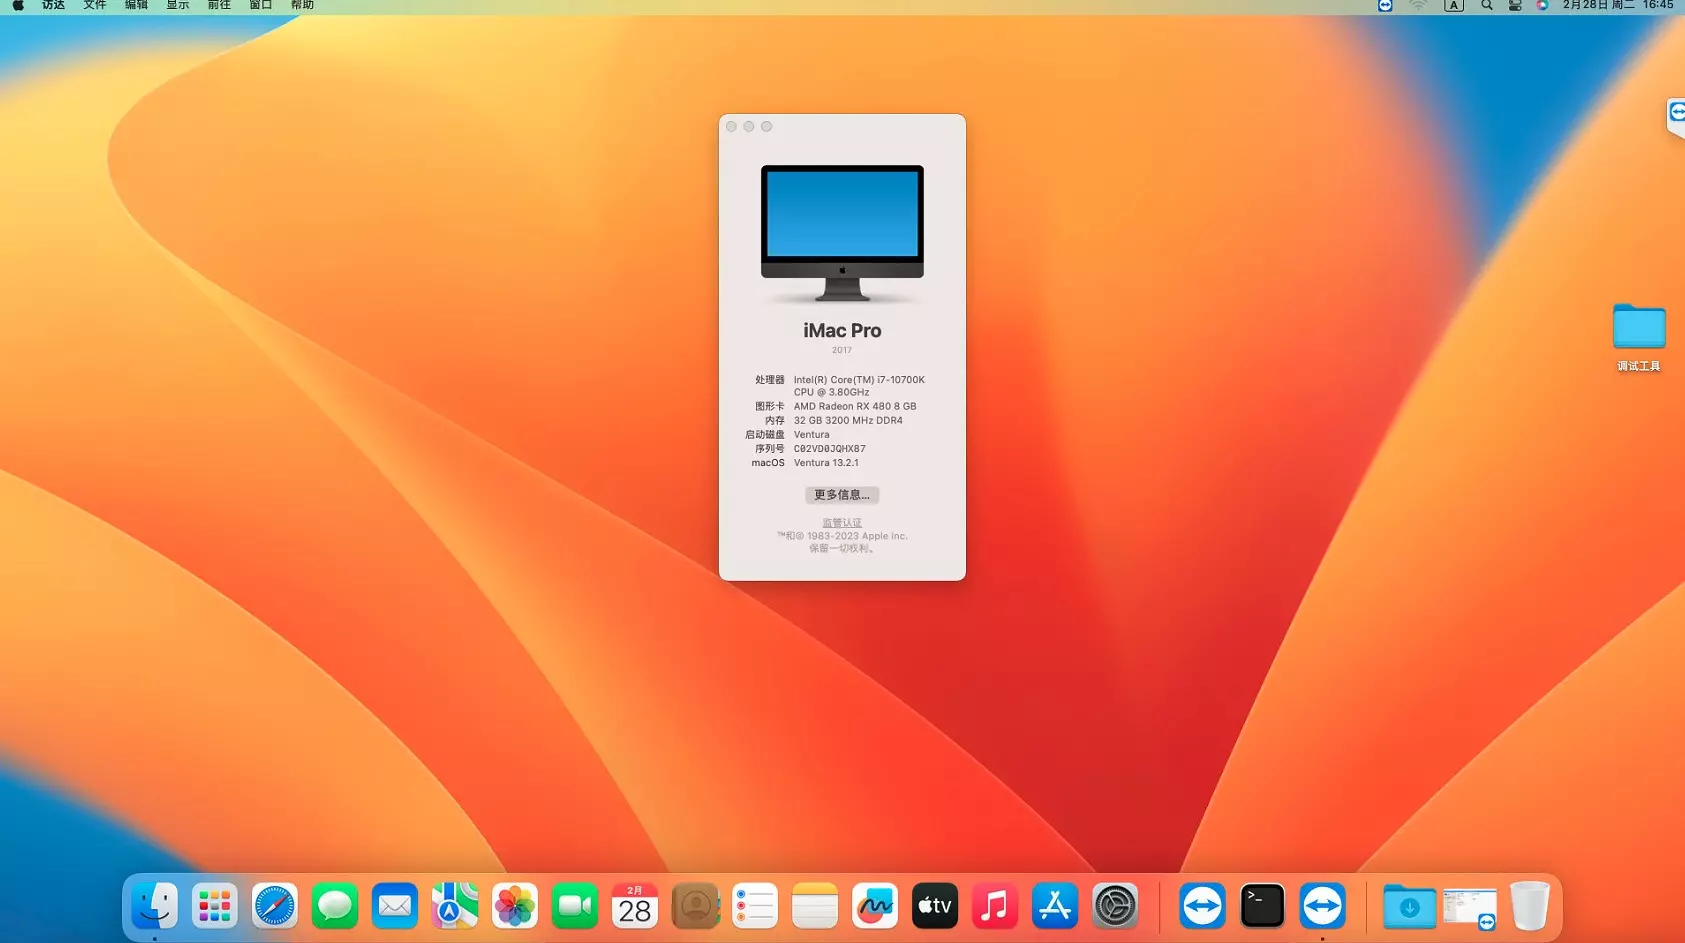 访达 文件 编辑 显示 前往 窗口 帮助
A
2月28日 周二 16:45
iMac Pro
2017
处理器 Intel(R) Core(TM) i7-10700K
CPU @ 3.80GHz
图形卡 AMD Radeon RX 480 8 GB
内存 32 GB 3200 MHz DDR4
启动磁盘 Ventura
序列号 C02VD0JQHX87
macOS Ventura 13.2.1
更多信息...
监管认证
™和© 1983-2023 Apple Inc.
保留一切权利。
调试工具
2月
28
tv
>_